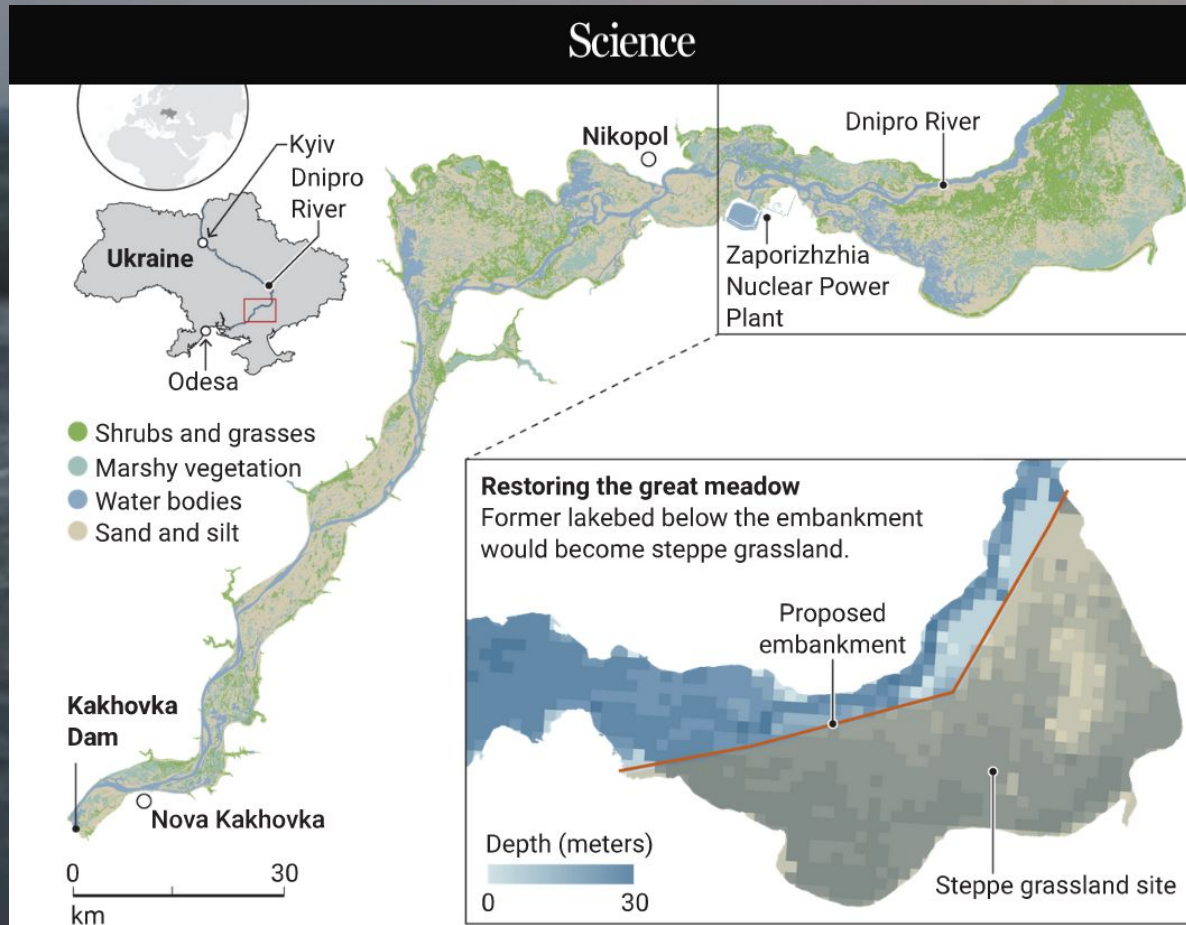 Science
Kyiv
Dnipro
River
Ukraine
Odesa
Nikopol
Dnipro River
Zaporizhzhia
Nuclear Power
Plant
Shrubs and grasses
Marshy vegetation
Water bodies
Sand and silt
Kakhovka
Dam
Nova Kakhovka
0 30
km
Restoring the great meadow
Former lakebed below the embankment
would become steppe grassland.
Proposed
embankment
Depth (meters)
0 30
Steppe grassland site